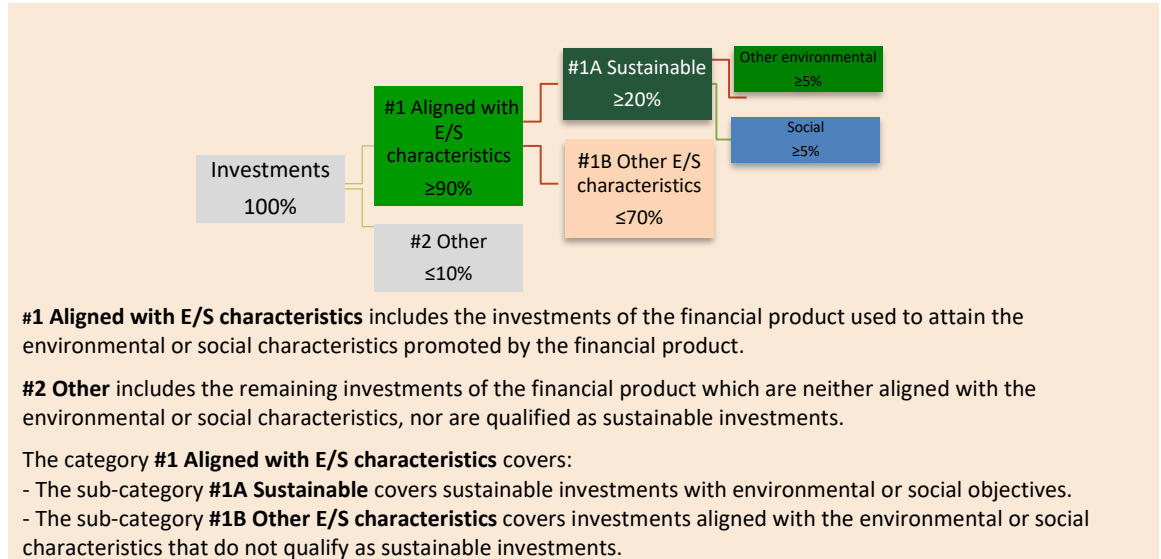 #1A Sustainable
≥20%
Other environmental
≥5%
#1 Aligned with
E/S
characteristics
≥90%
Social
≥5%
Investments
100%
#1B Other E/S
characteristics
≤70%
#2 Other
≤10%
#1 Aligned with E/S characteristics includes the investments of the financial product used to attain the
environmental or social characteristics promoted by the financial product.
#2 Other includes the remaining investments of the financial product which are neither aligned with the
environmental or social characteristics, nor are qualified as sustainable investments.
The category #1 Aligned with E/S characteristics covers:
- The sub-category #1A Sustainable covers sustainable investments with environmental or social objectives.
- The sub-category #1B Other E/S characteristics covers investments aligned with the environmental or social
characteristics that do not qualify as sustainable investments.